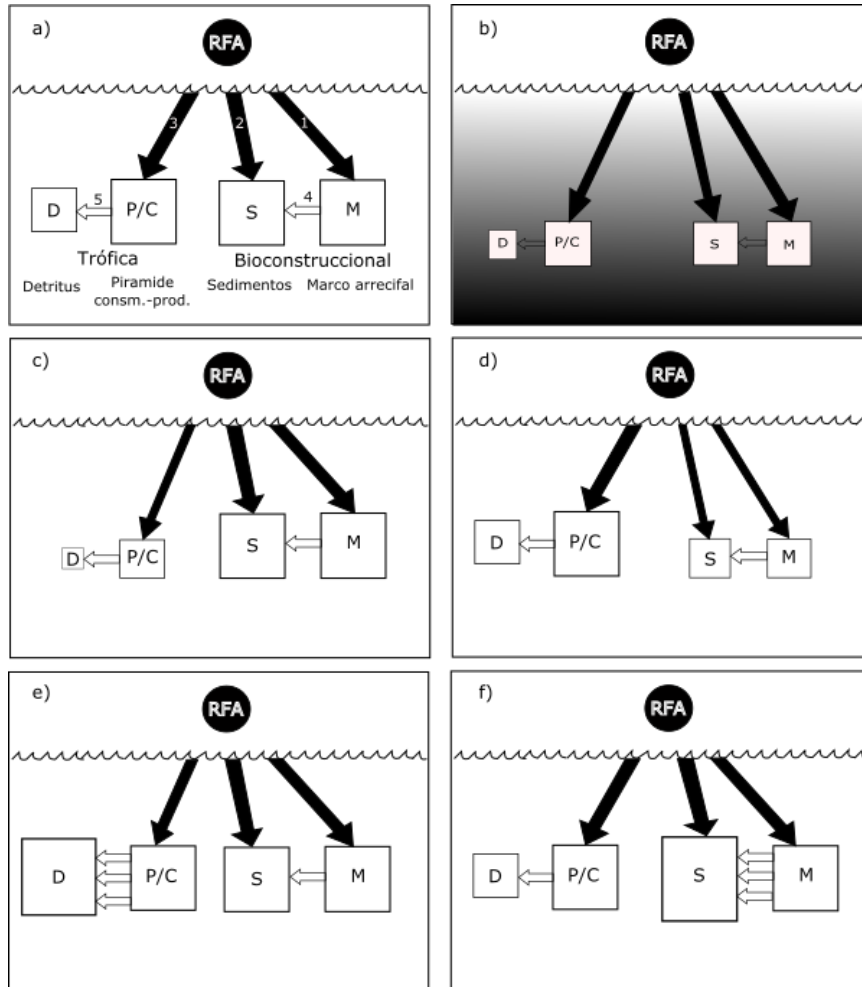 a)
RFA
3 2 1
5 4
D P/C S M
Trófica Bioconstruccional
Detritus Piramide consm.-prod. Sedimentos Marco arrecifal
b)
RFA
D P/C S M
c)
RFA
D P/C S M
d)
RFA
D P/C S M
e)
RFA
D P/C S M
f)
RFA
D P/C S M